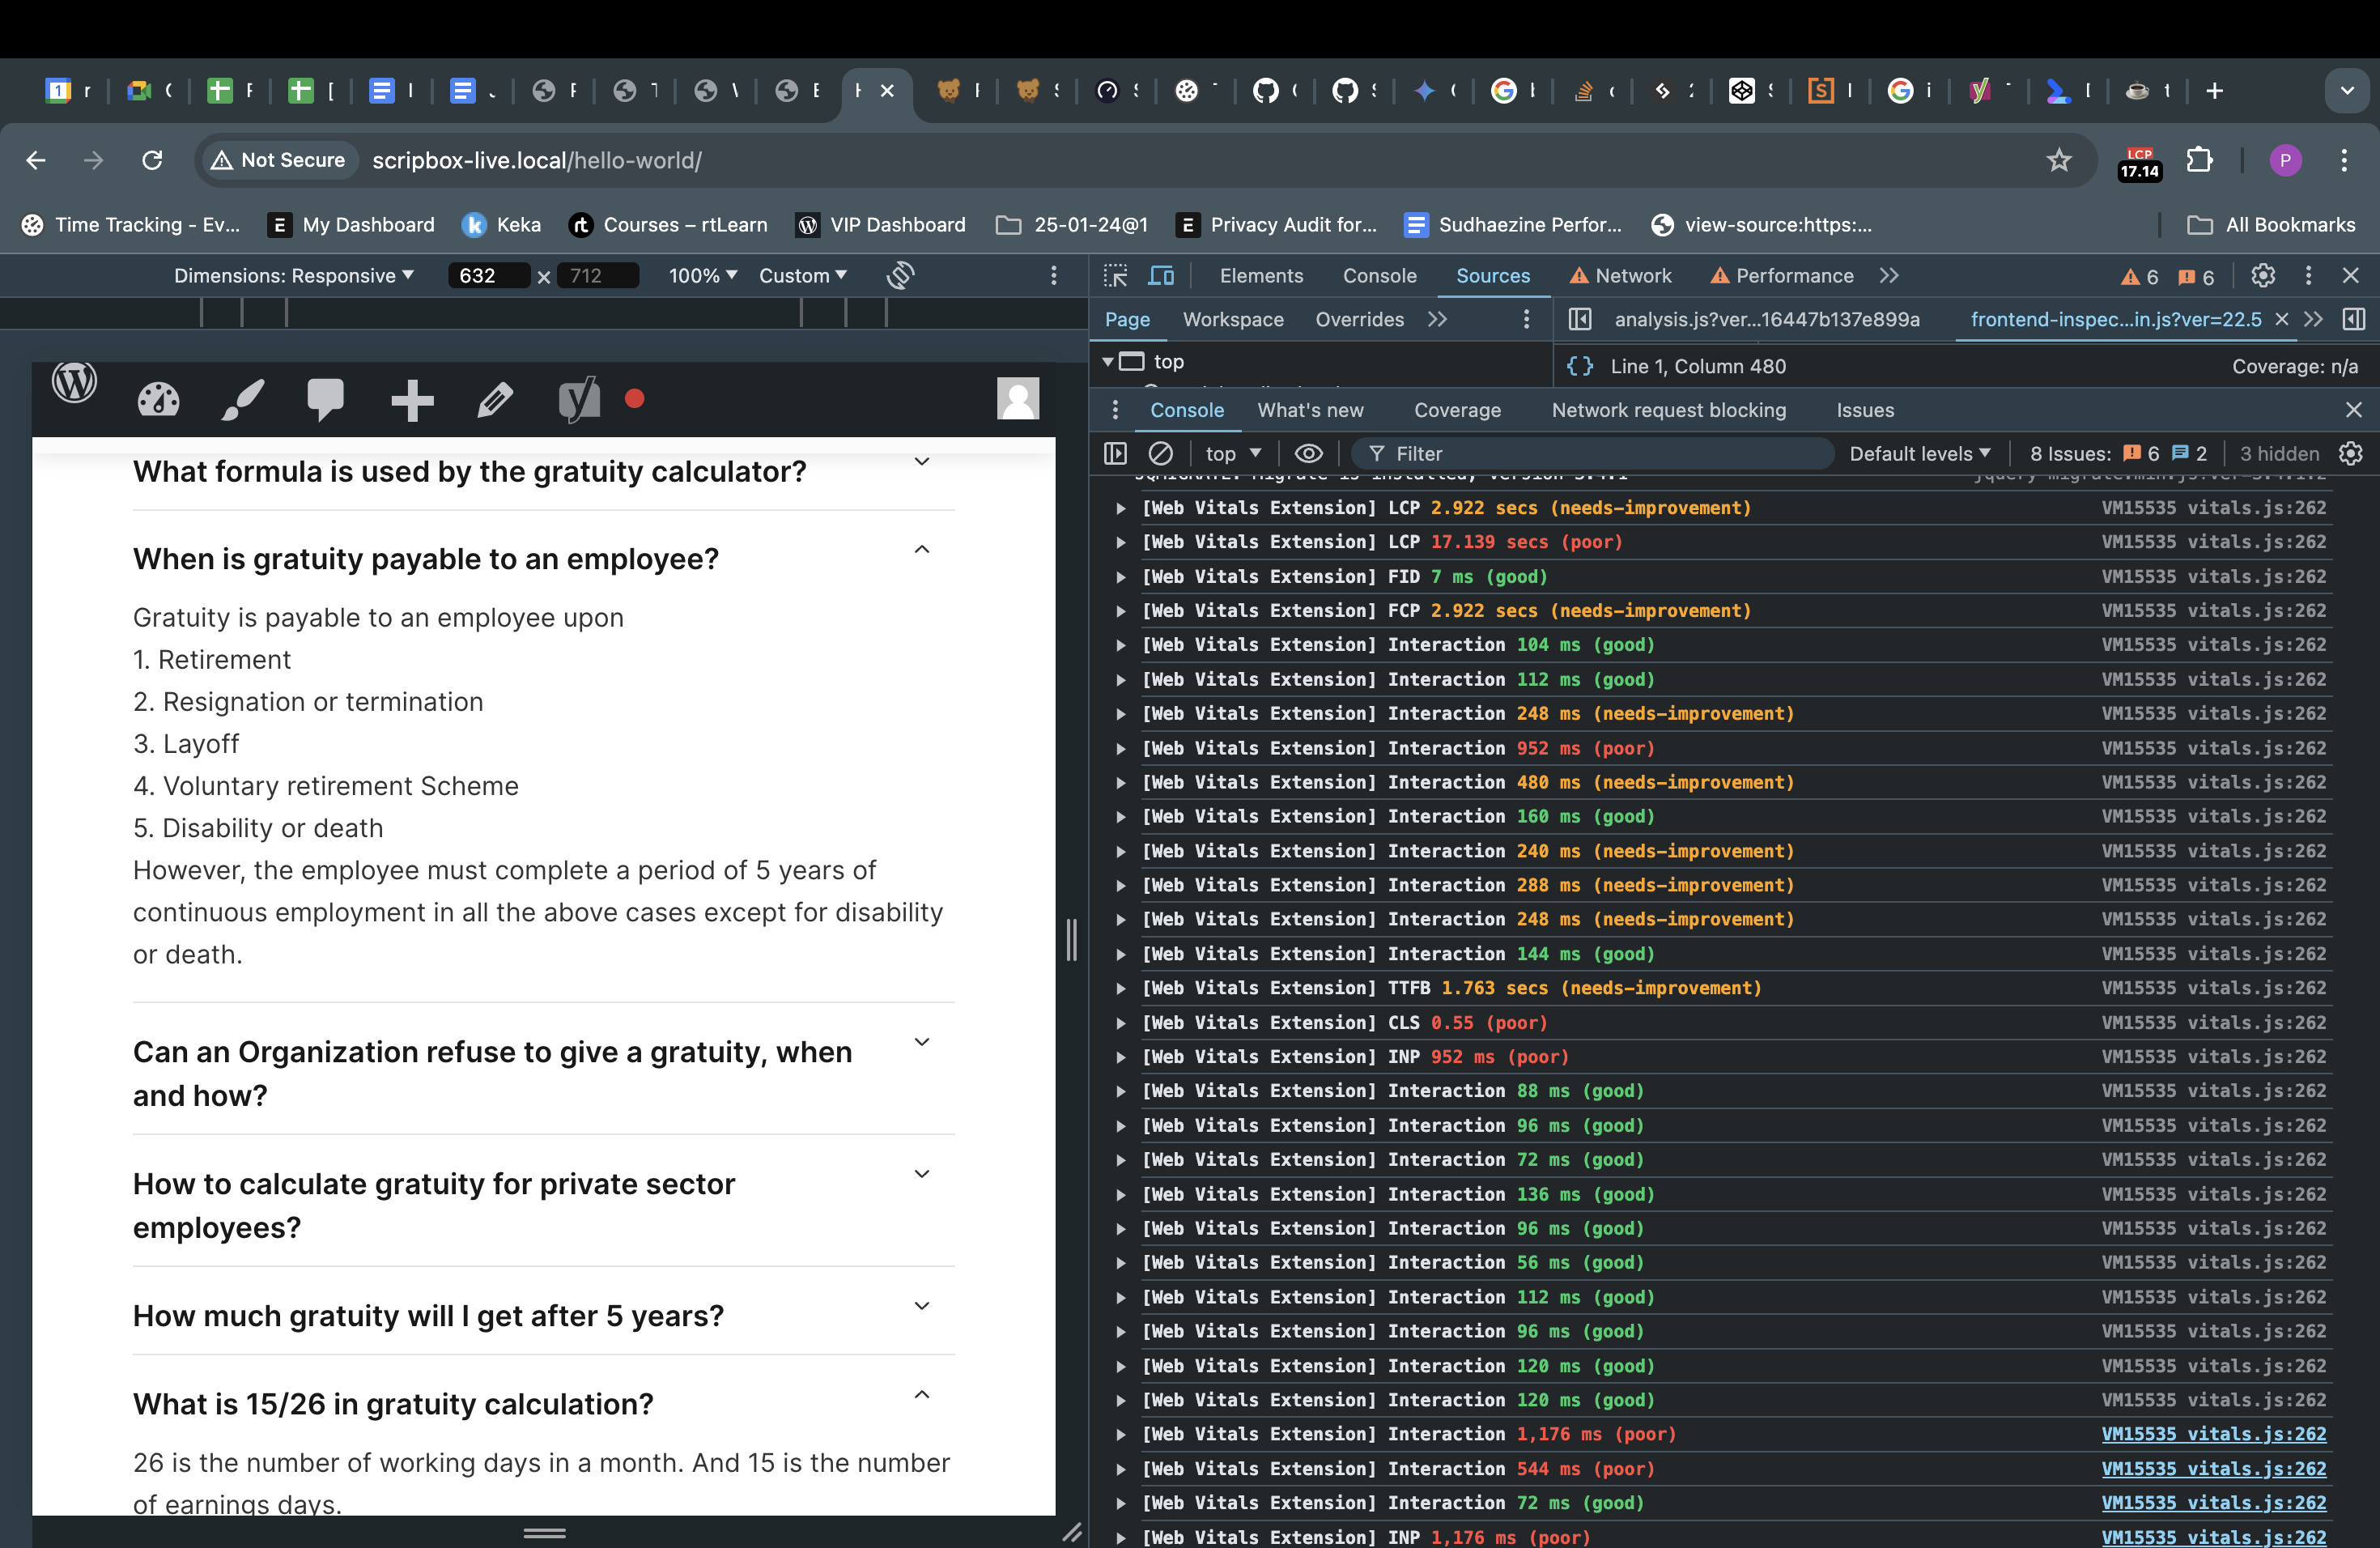 Not Secure scripbox-live.local/hello-world/
LCP
17.14
P
Time Tracking - Ev...
My Dashboard
Keka
Courses – rtLearn
VIP Dashboard
25-01-24@1
Privacy Audit for...
Sudhaezine Perfor...
view-source:https:...
All Bookmarks
Dimensions: Responsive
632 × 712
100%
Custom
Elements
Console
Sources
Network
Performance
6
6
Page
Workspace
Overrides
analysis.js?ver...16447b137e899a
frontend-inspec...in.js?ver=22.5
top
{} Line 1, Column 480
Coverage: n/a
Console
What's new
Coverage
Network request blocking
Issues
top
Filter
Default levels
8 Issues: 6 2
3 hidden
What formula is used by the gratuity calculator?
When is gratuity payable to an employee?
Gratuity is payable to an employee upon
1. Retirement
2. Resignation or termination
3. Layoff
4. Voluntary retirement Scheme
5. Disability or death
However, the employee must complete a period of 5 years of
continuous employment in all the above cases except for disability
or death.
Can an Organization refuse to give a gratuity, when
and how?
How to calculate gratuity for private sector
employees?
How much gratuity will I get after 5 years?
What is 15/26 in gratuity calculation?
26 is the number of working days in a month. And 15 is the number
of earnings days.
[Web Vitals Extension] LCP 2.922 secs (needs-improvement) VM15535 vitals.js:262
[Web Vitals Extension] LCP 17.139 secs (poor) VM15535 vitals.js:262
[Web Vitals Extension] FID 7 ms (good) VM15535 vitals.js:262
[Web Vitals Extension] FCP 2.922 secs (needs-improvement) VM15535 vitals.js:262
[Web Vitals Extension] Interaction 104 ms (good) VM15535 vitals.js:262
[Web Vitals Extension] Interaction 112 ms (good) VM15535 vitals.js:262
[Web Vitals Extension] Interaction 248 ms (needs-improvement) VM15535 vitals.js:262
[Web Vitals Extension] Interaction 952 ms (poor) VM15535 vitals.js:262
[Web Vitals Extension] Interaction 480 ms (needs-improvement) VM15535 vitals.js:262
[Web Vitals Extension] Interaction 160 ms (good) VM15535 vitals.js:262
[Web Vitals Extension] Interaction 240 ms (needs-improvement) VM15535 vitals.js:262
[Web Vitals Extension] Interaction 288 ms (needs-improvement) VM15535 vitals.js:262
[Web Vitals Extension] Interaction 248 ms (needs-improvement) VM15535 vitals.js:262
[Web Vitals Extension] Interaction 144 ms (good) VM15535 vitals.js:262
[Web Vitals Extension] TTFB 1.763 secs (needs-improvement) VM15535 vitals.js:262
[Web Vitals Extension] CLS 0.55 (poor) VM15535 vitals.js:262
[Web Vitals Extension] INP 952 ms (poor) VM15535 vitals.js:262
[Web Vitals Extension] Interaction 88 ms (good) VM15535 vitals.js:262
[Web Vitals Extension] Interaction 96 ms (good) VM15535 vitals.js:262
[Web Vitals Extension] Interaction 72 ms (good) VM15535 vitals.js:262
[Web Vitals Extension] Interaction 136 ms (good) VM15535 vitals.js:262
[Web Vitals Extension] Interaction 96 ms (good) VM15535 vitals.js:262
[Web Vitals Extension] Interaction 56 ms (good) VM15535 vitals.js:262
[Web Vitals Extension] Interaction 112 ms (good) VM15535 vitals.js:262
[Web Vitals Extension] Interaction 96 ms (good) VM15535 vitals.js:262
[Web Vitals Extension] Interaction 120 ms (good) VM15535 vitals.js:262
[Web Vitals Extension] Interaction 120 ms (good) VM15535 vitals.js:262
[Web Vitals Extension] Interaction 1,176 ms (poor) VM15535 vitals.js:262
[Web Vitals Extension] Interaction 544 ms (poor) VM15535 vitals.js:262
[Web Vitals Extension] Interaction 72 ms (good) VM15535 vitals.js:262
[Web Vitals Extension] INP 1,176 ms (poor) VM15535 vitals.js:262